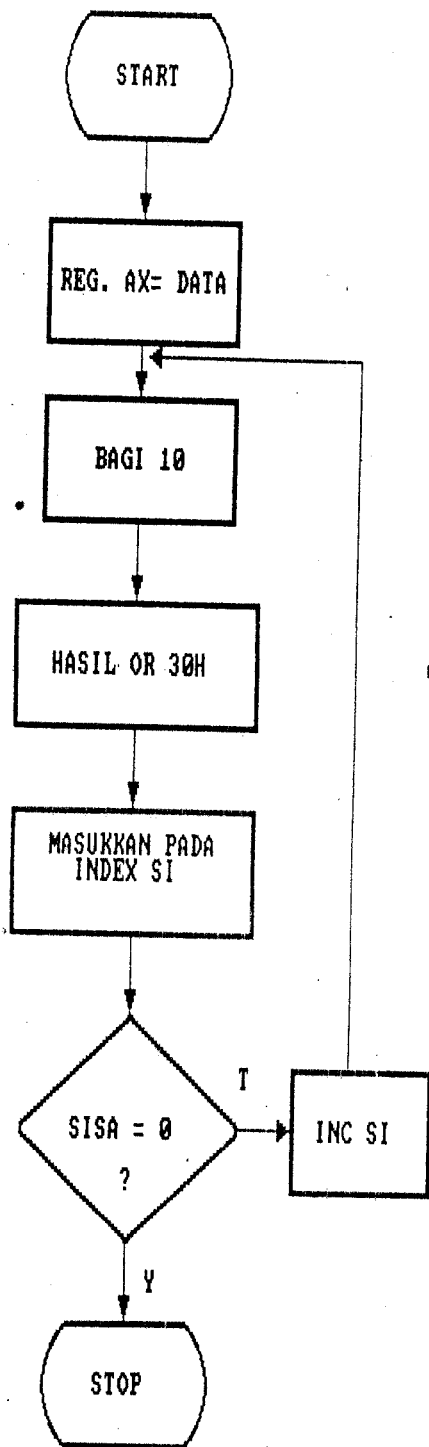 START
REG. AX= DATA
BAGI 10
HASIL OR 30H
MASUKKAN PADA
INDEX SI
SISA = 0
?
T
INC SI
Y
STOP